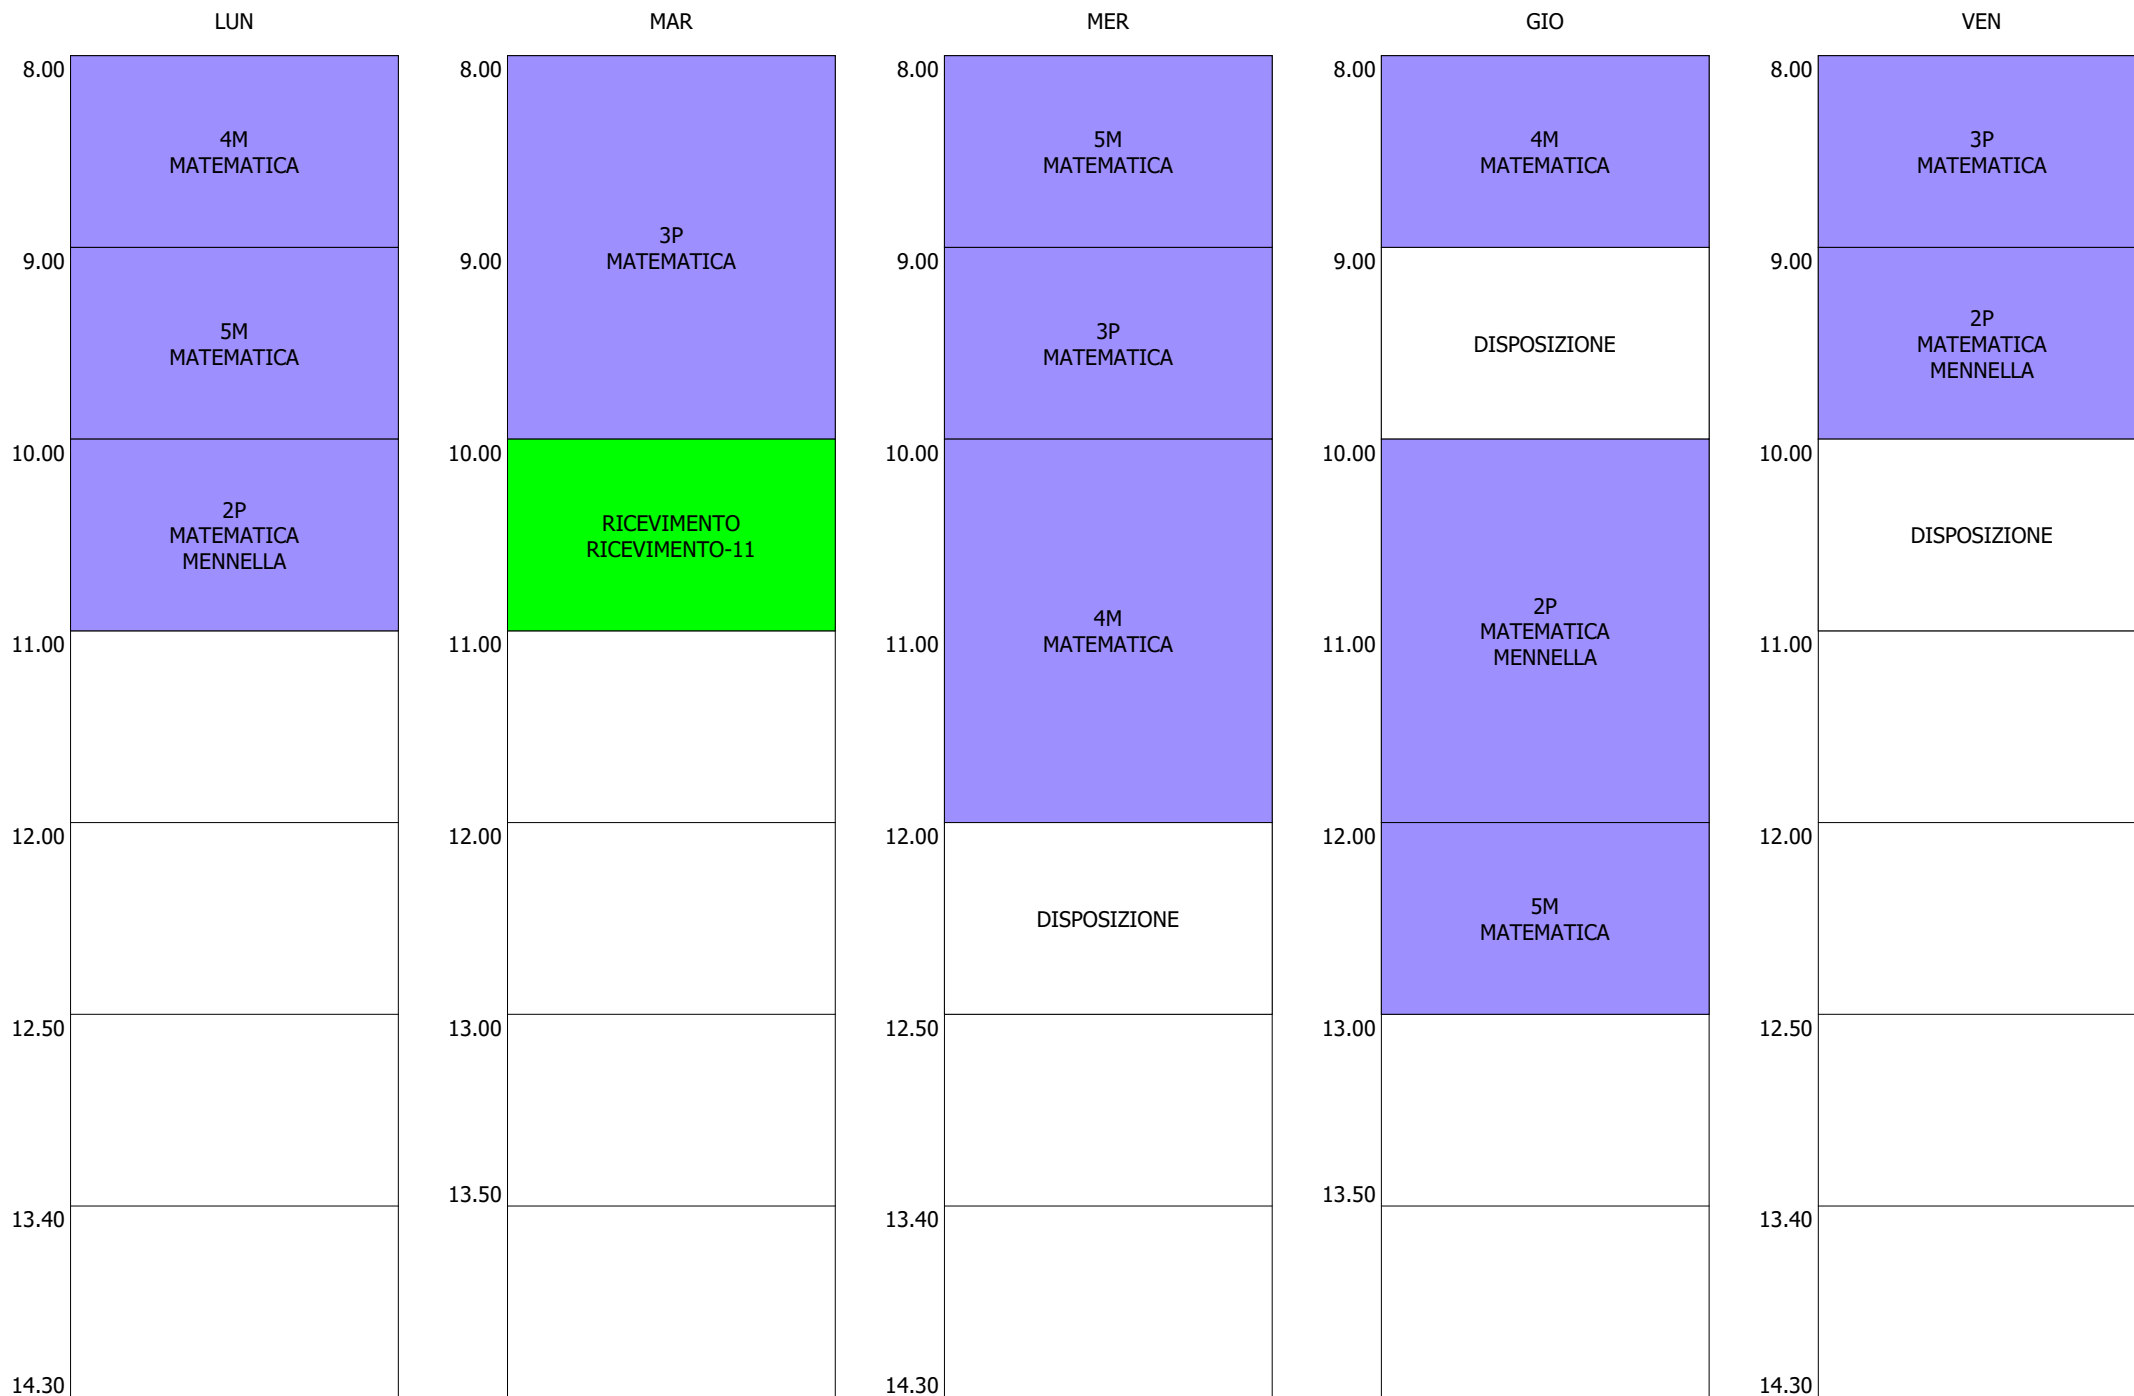 LUN
MAR
MER
GIO
VEN
8.00
4M
MATEMATICA
9.00
5M
MATEMATICA
10.00
2P
MATEMATICA
MENNELLA
11.00
12.00
12.50
13.40
14.30
8.00
3P
MATEMATICA
9.00
10.00
RICEVIMENTO
RICEVIMENTO-11
11.00
12.00
13.00
13.50
8.00
5M
MATEMATICA
9.00
3P
MATEMATICA
10.00
4M
MATEMATICA
11.00
12.00
DISPOSIZIONE
12.50
13.40
14.30
8.00
4M
MATEMATICA
9.00
DISPOSIZIONE
10.00
2P
MATEMATICA
MENNELLA
11.00
12.00
5M
MATEMATICA
13.00
13.50
8.00
3P
MATEMATICA
9.00
2P
MATEMATICA
MENNELLA
10.00
DISPOSIZIONE
11.00
12.00
12.50
13.40
14.30